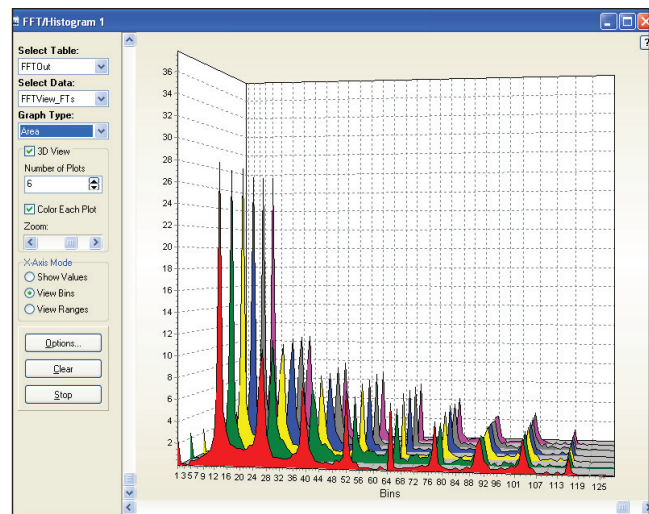 FFT/Histogram 1
?
Select Table:
FFTOut
Select Data:
FFTView_FTs
Graph Type:
Area
3D View
Number of Plots
6
Color Each Plot
Zoom:
X-Axis Mode
Show Values
View Bins
View Ranges
Options...
Clear
Stop
36
34
32
30
28
26
24
22
20
18
16
14
12
10
8
6
4
2
1 3 5 7 9 12 16 20 24 28 32 36 40 44 48 52 56 60 64 68 72 76 80 86 92 96 101 107 113 119 125
Bins